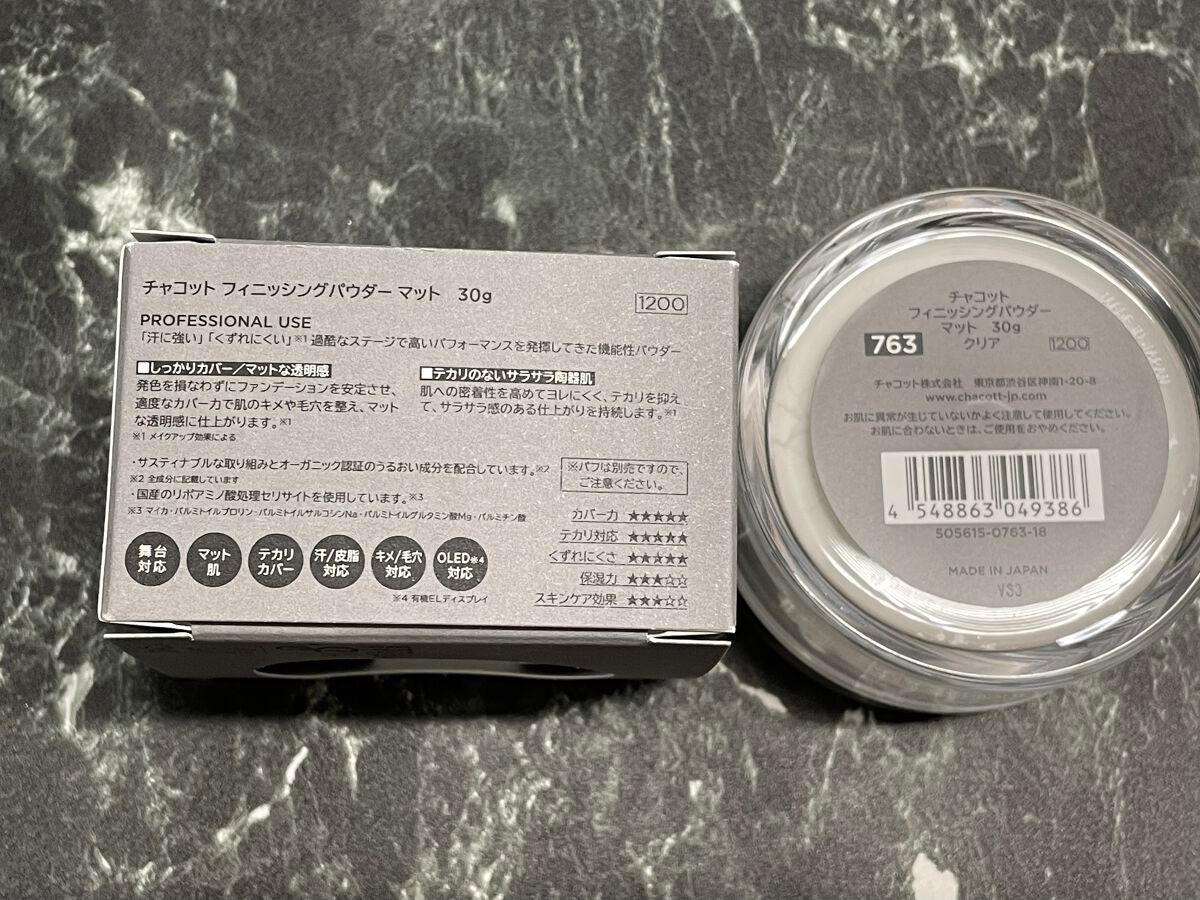 チャコット フィニッシングパウダー マット 30g
1200
PROFESSIONAL USE
「汗に強い」「くずれにくい」※1 過酷なステージで高いパフォーマンスを発揮してきた機能性パウダー
■しっかりカバー/マットな透明感
発色を損なわずにファンデーションを安定させ、
適度なカバー力で肌のキメや毛穴を整え、マット
な透明感に仕上がります。※1
※1 メイクアップ効果による
■テカリのないサラサラ陶器肌
肌への密着性を高めてヨレにくく、テカリを抑え
て、サラサラ感のある仕上がりを持続します。※1
・サスティナブルな取り組みとオーガニック認証のうるおい成分を配合しています。※2
※2 全成分に記載しています
・国産のリポアミノ酸処理セリサイトを使用しています。※3
※3 マイカ・パルミトイルプロリン・パルミトイルサルコシンNa・パルミトイルグルタミン酸Mg・パルミチン酸
※パフは別売ですので、
ご注意ください。
カバー力 ★★★★★
テカリ対応 ★★★★★
くずれにくさ ★★★★★
保湿力 ★★★☆☆
スキンケア効果 ★★★☆☆
舞台
対応
マット
肌
テカリ
カバー
汗/皮脂
対応
キメ/毛穴
対応
OLED※4
対応
※4 有機ELディスプレイ
チャコット
フィニッシングパウダー
マット 30g
763
クリア
1200
チャコット株式会社 東京都渋谷区神南1-20-8
www.chacott-jp.com
お肌に異常が生じていないかよく注意して使用してください。
お肌に合わないときは、ご使用をおやめください。
4 548863 049386
505615-0763-18
MADE IN JAPAN